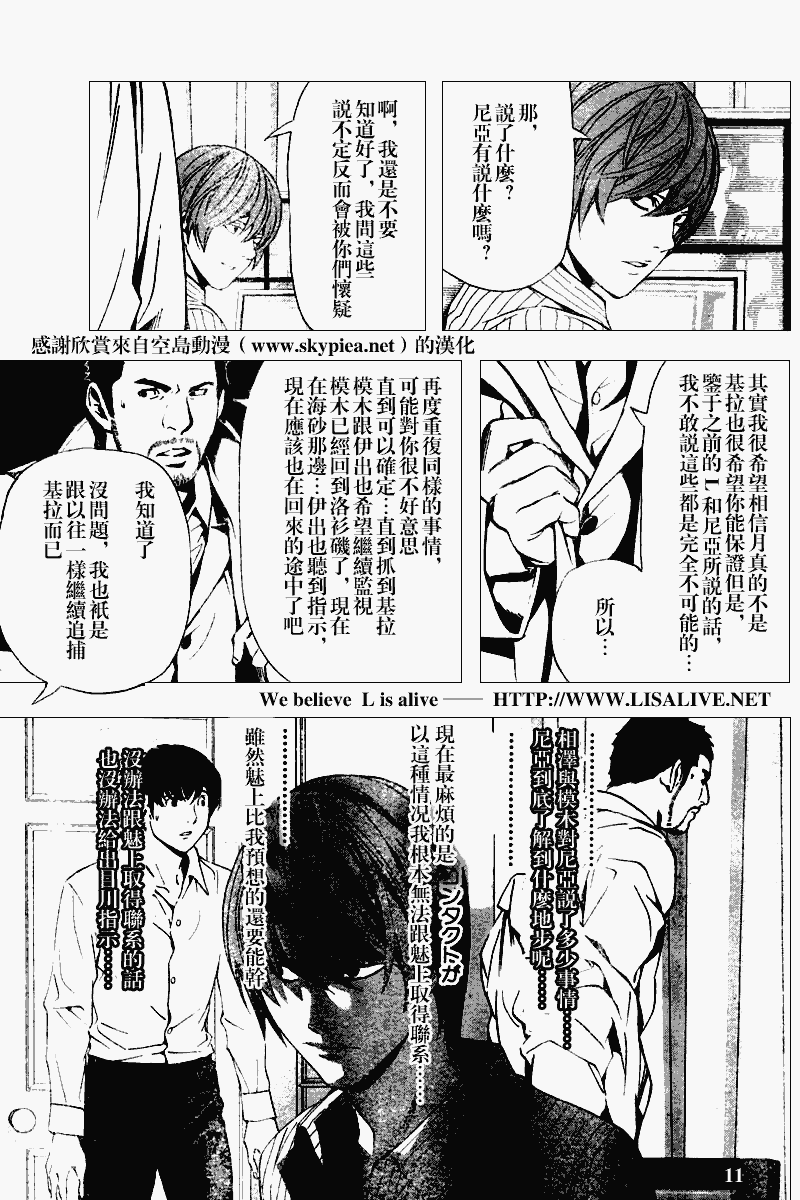 那，
說了什麼？
尼亞有說什麼嗎？
啊，我還是不要
知道好了，我問這些
說不定反而會被你們懷疑
感謝欣賞來自空島動漫（www.skypiea.net）的漢化
其實我很希望相信月真的不是
基拉也很希望你能保證但是，
鑒于之前的L和尼亞所說的話，
我不敢說這些都是完全不可能的…
所以…
再度重復同樣的事情，
可能對你很不好意思
直到可以確定…直到抓到基拉
模木跟伊出也希望繼續監視
模木已經回到洛衫磯了，現在
在海砂那邊…伊出也聽到指示，
現在應該也在回來的途中了吧
我知道了
沒問題，我也衹是
跟以往一樣繼續追捕
基拉而已
We believe L is alive —— HTTP://WWW.LISALIVE.NET
………
相澤與模木對尼亞說了多少事情……
尼亞到底了解到什麼地步呢……
………
現在最麻煩的是
コンタクトが
以這種情况我根本無法跟魅上取得聯系……
………
雖然魅上比我預想的還要能幹
沒辦法跟魅上取得聯系的話
也沒辦法給出目川指示……
11